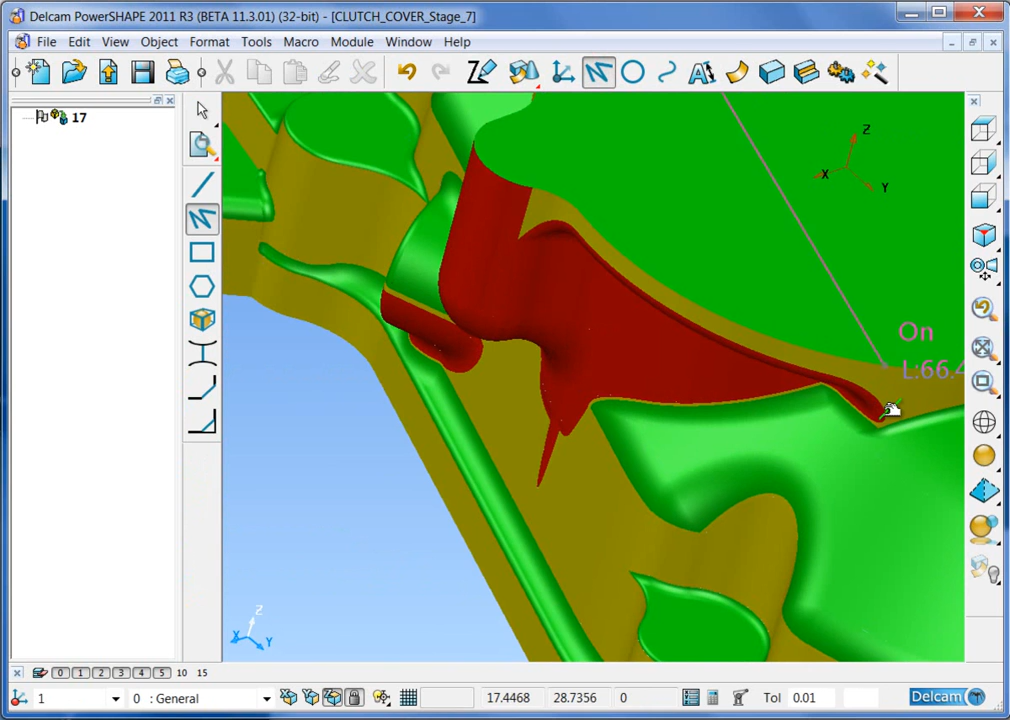 Delcam PowerSHAPE 2011 R3 (BETA 11.3.01) (32-bit) - [CLUTCH_COVER_Stage_7]
File Edit View Object Format Tools Macro Module Window Help
17
Z
X
Y
On
L:66.4
Z
X
Y
0 1 2 3 4 5 10 15
1 0 : General 17.4468 28.7356 0 Tol 0.01 Delcam